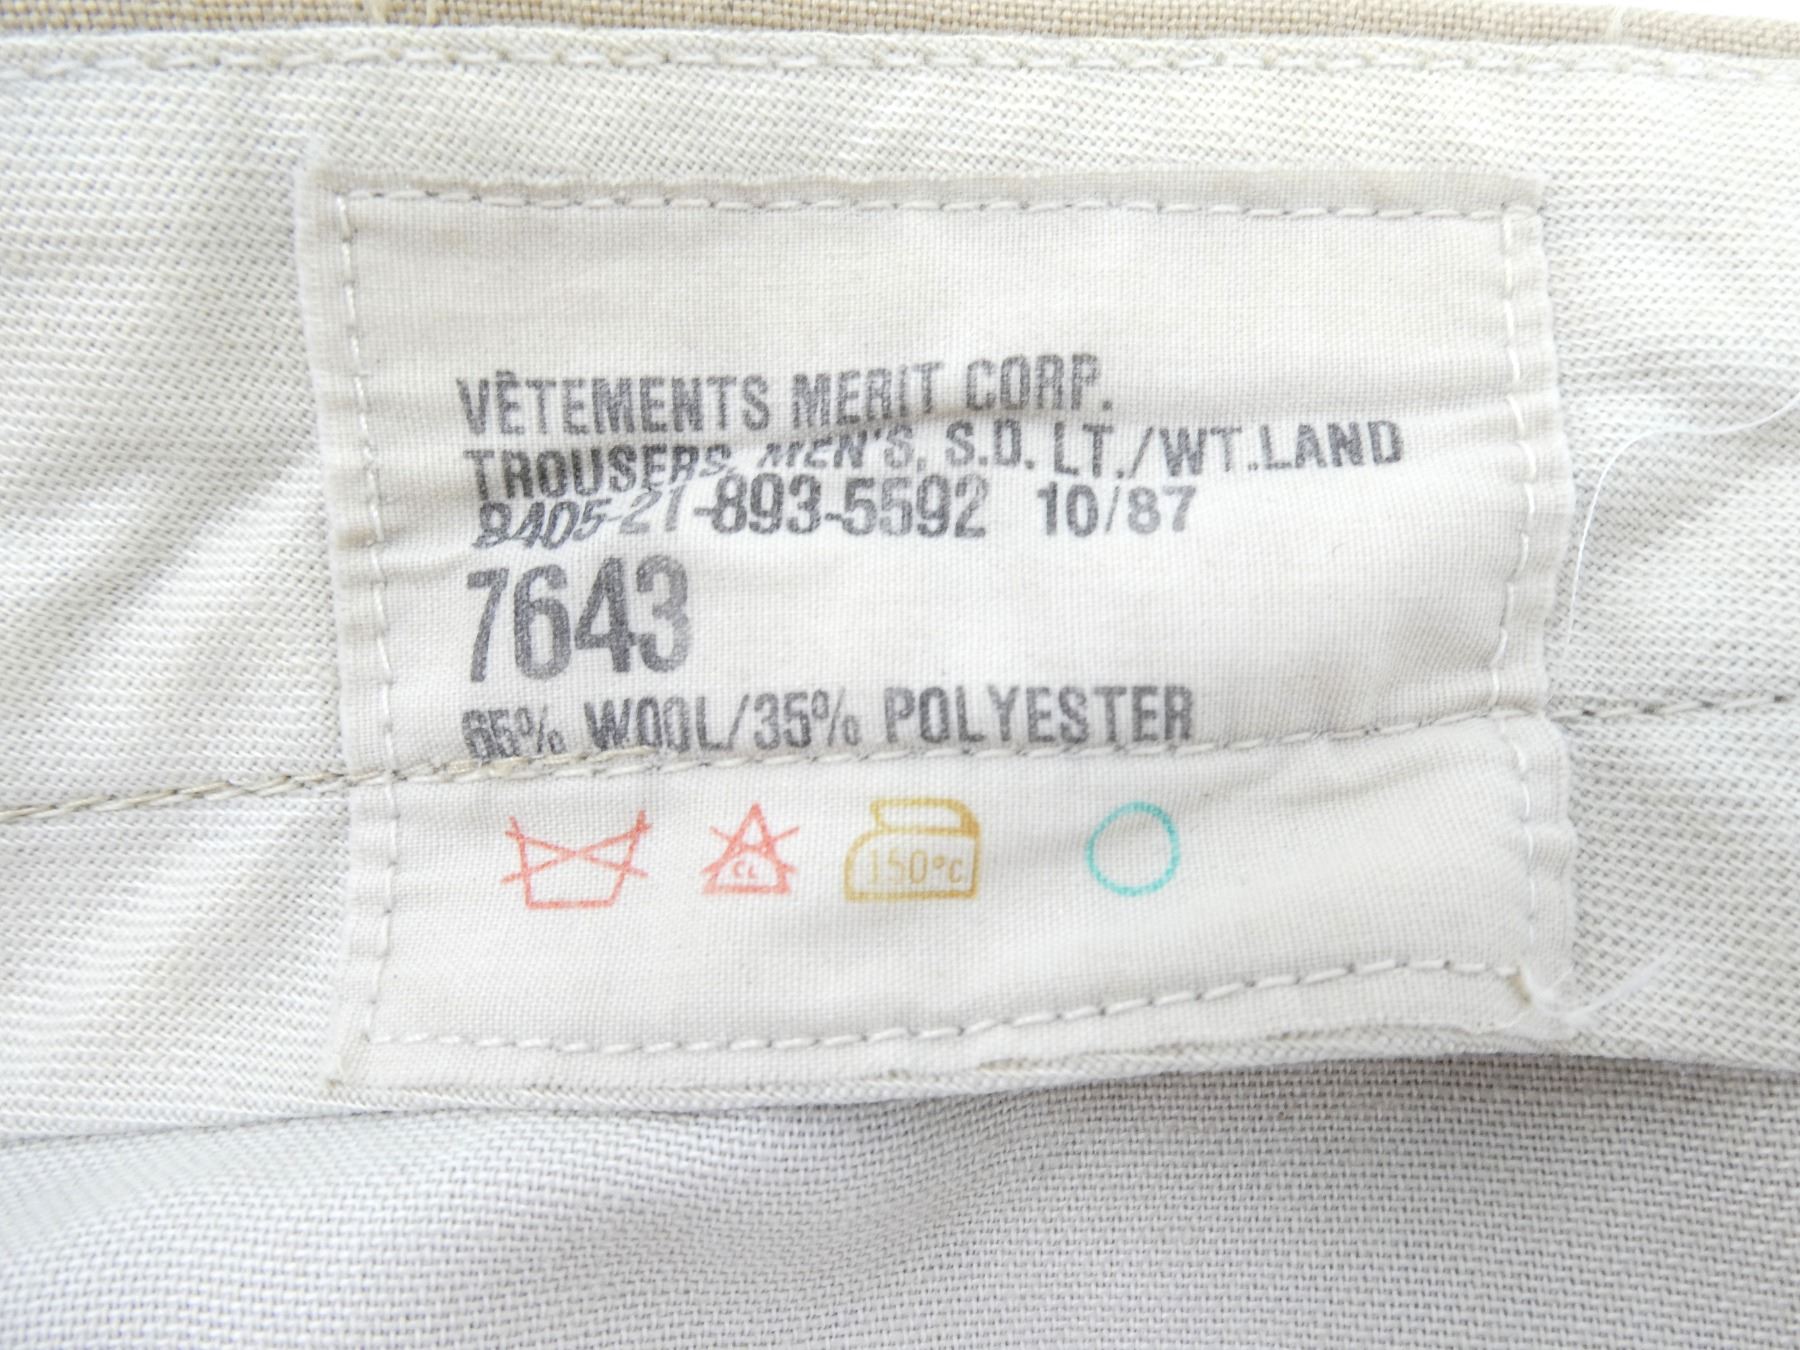 VÊTEMENTS MERIT CORP.
TROUSERS, MEN'S, S.D. LT./WT.LAND
8405-21-893-5592 10/87
7643
65% WOOL/35% POLYESTER
CL 150°C